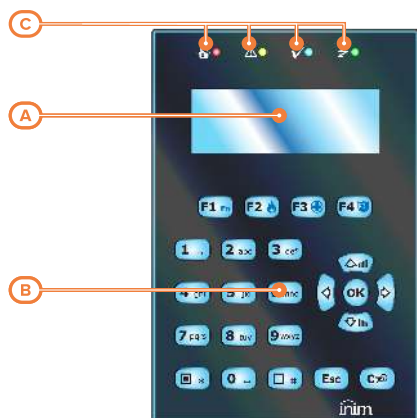 C
A
F1 Fn F2 F3 F4
1 2 abc 3 def
B
7 pqrs 8 tuv 9 wxyz
* 0 #
Esc
OK
inim